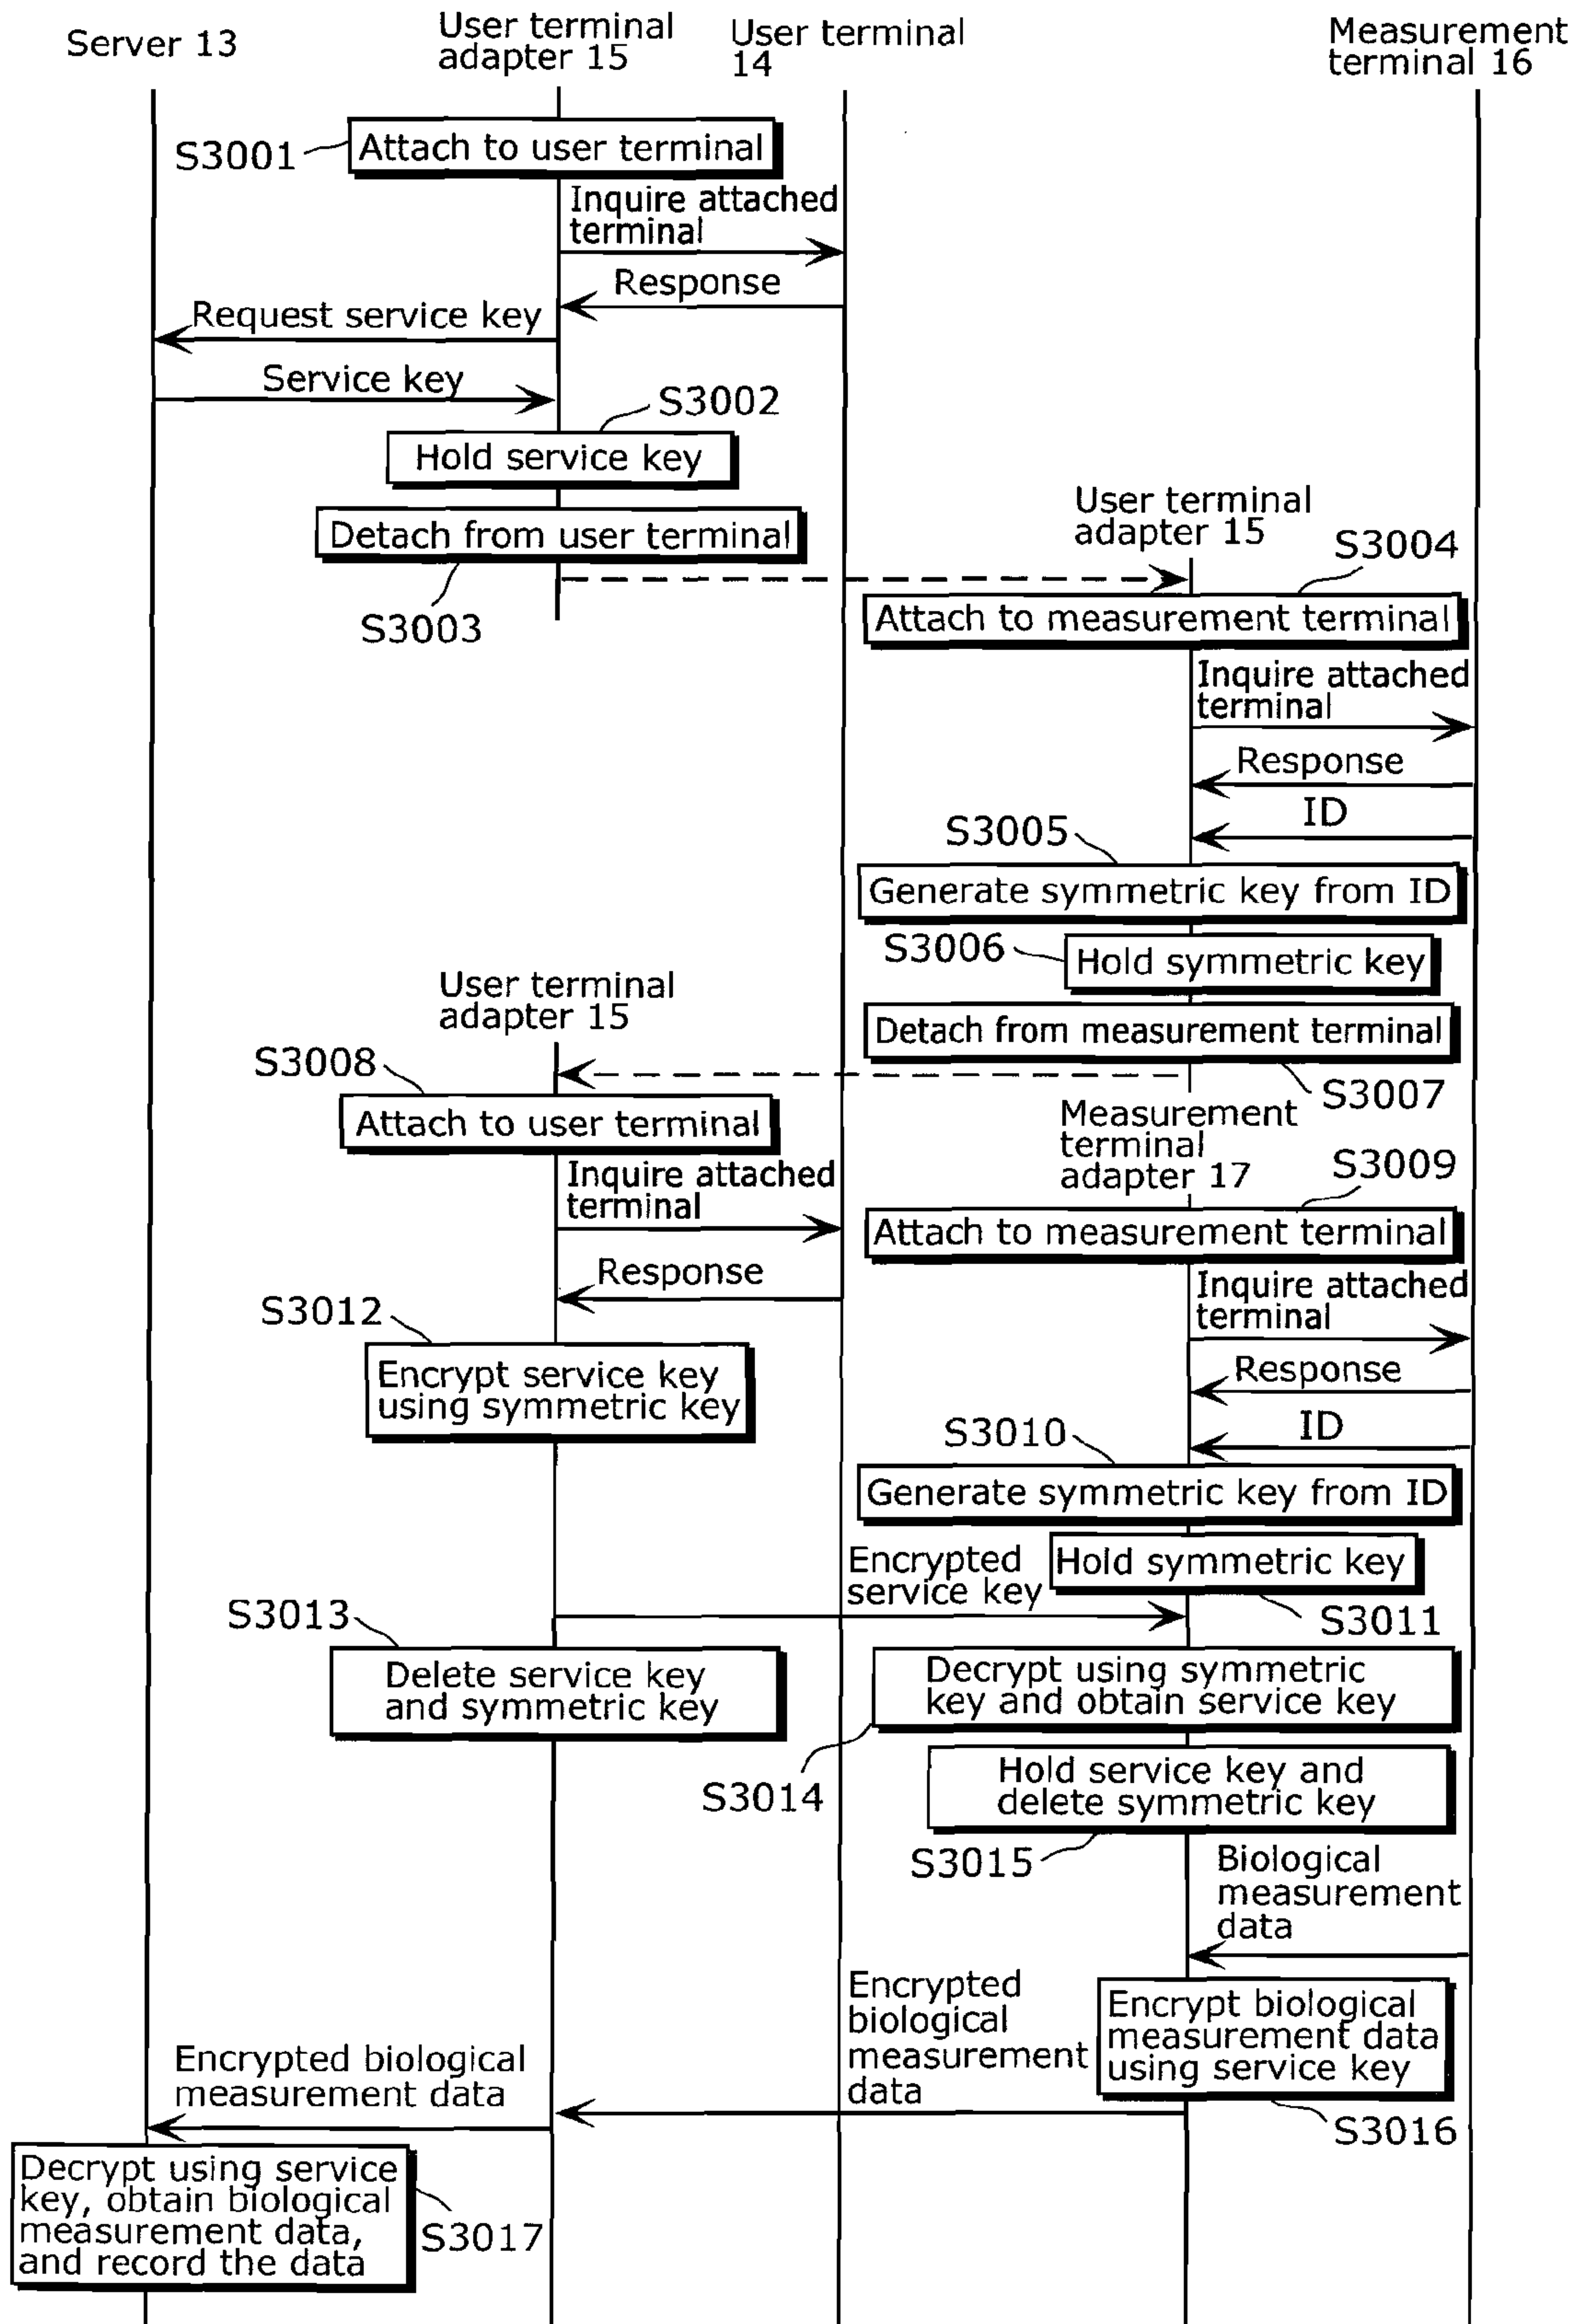 Server 13
User terminal
adapter 15
User terminal
14
Measurement
terminal 16
S3001
Attach to user terminal
Inquire attached
terminal
Response
Request service key
Service key
S3002
Hold service key
Detach from user terminal
S3003
User terminal
adapter 15
S3004
Attach to measurement terminal
Inquire attached
terminal
Response
ID
S3005
Generate symmetric key from ID
S3006
Hold symmetric key
Detach from measurement terminal
S3007
User terminal
adapter 15
S3008
Attach to user terminal
Inquire attached
terminal
Response
Measurement
terminal
adapter 17
S3009
Attach to measurement terminal
Inquire attached
terminal
Response
ID
S3012
Encrypt service key
using symmetric key
S3010
Generate symmetric key from ID
Hold symmetric key
S3011
Encrypted
service key
S3013
Delete service key
and symmetric key
Decrypt using symmetric
key and obtain service key
S3014
Hold service key and
delete symmetric key
S3015
Biological
measurement
data
Encrypt biological
measurement data
using service key
S3016
Encrypted
biological
measurement
data
Encrypted biological
measurement data
Decrypt using service
key, obtain biological
measurement data,
and record the data
S3017